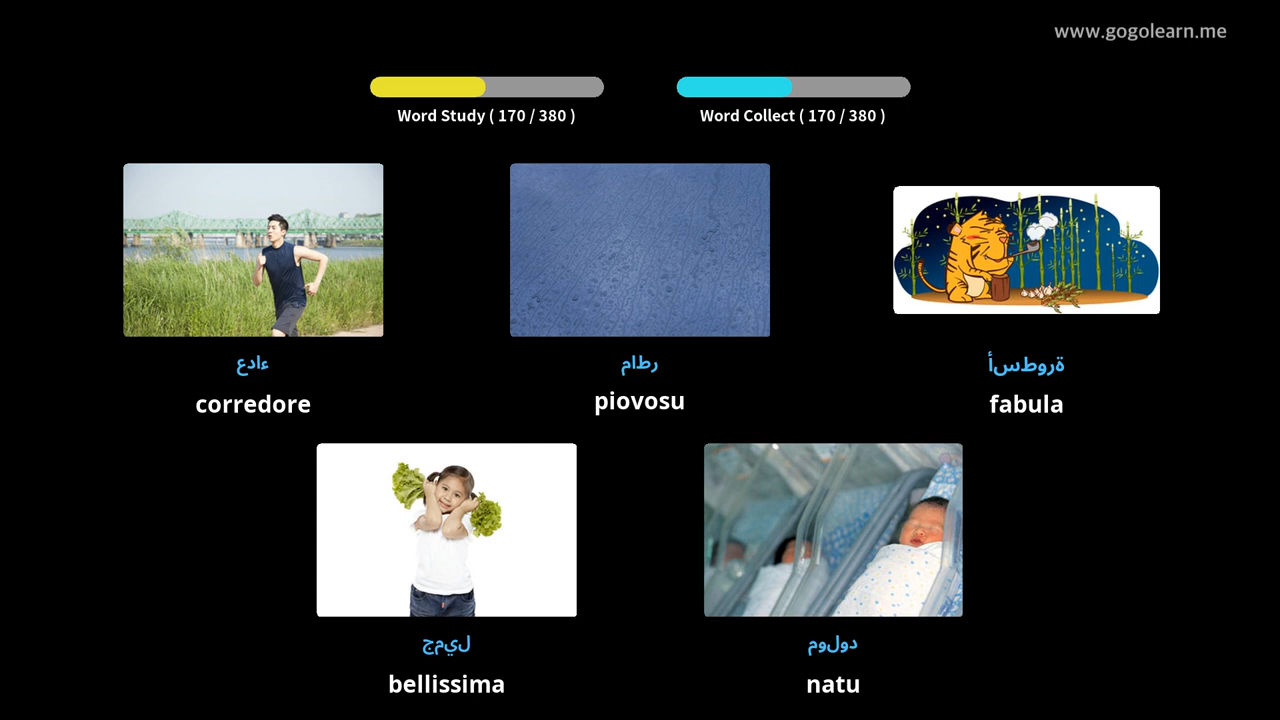 www.gogolearn.me
Word Study ( 170 / 380 )
Word Collect ( 170 / 380 )
ءادع
corredore
رطام
piovosu
ةروطسأ
fabula
ليمج
bellissima
دولوم
natu